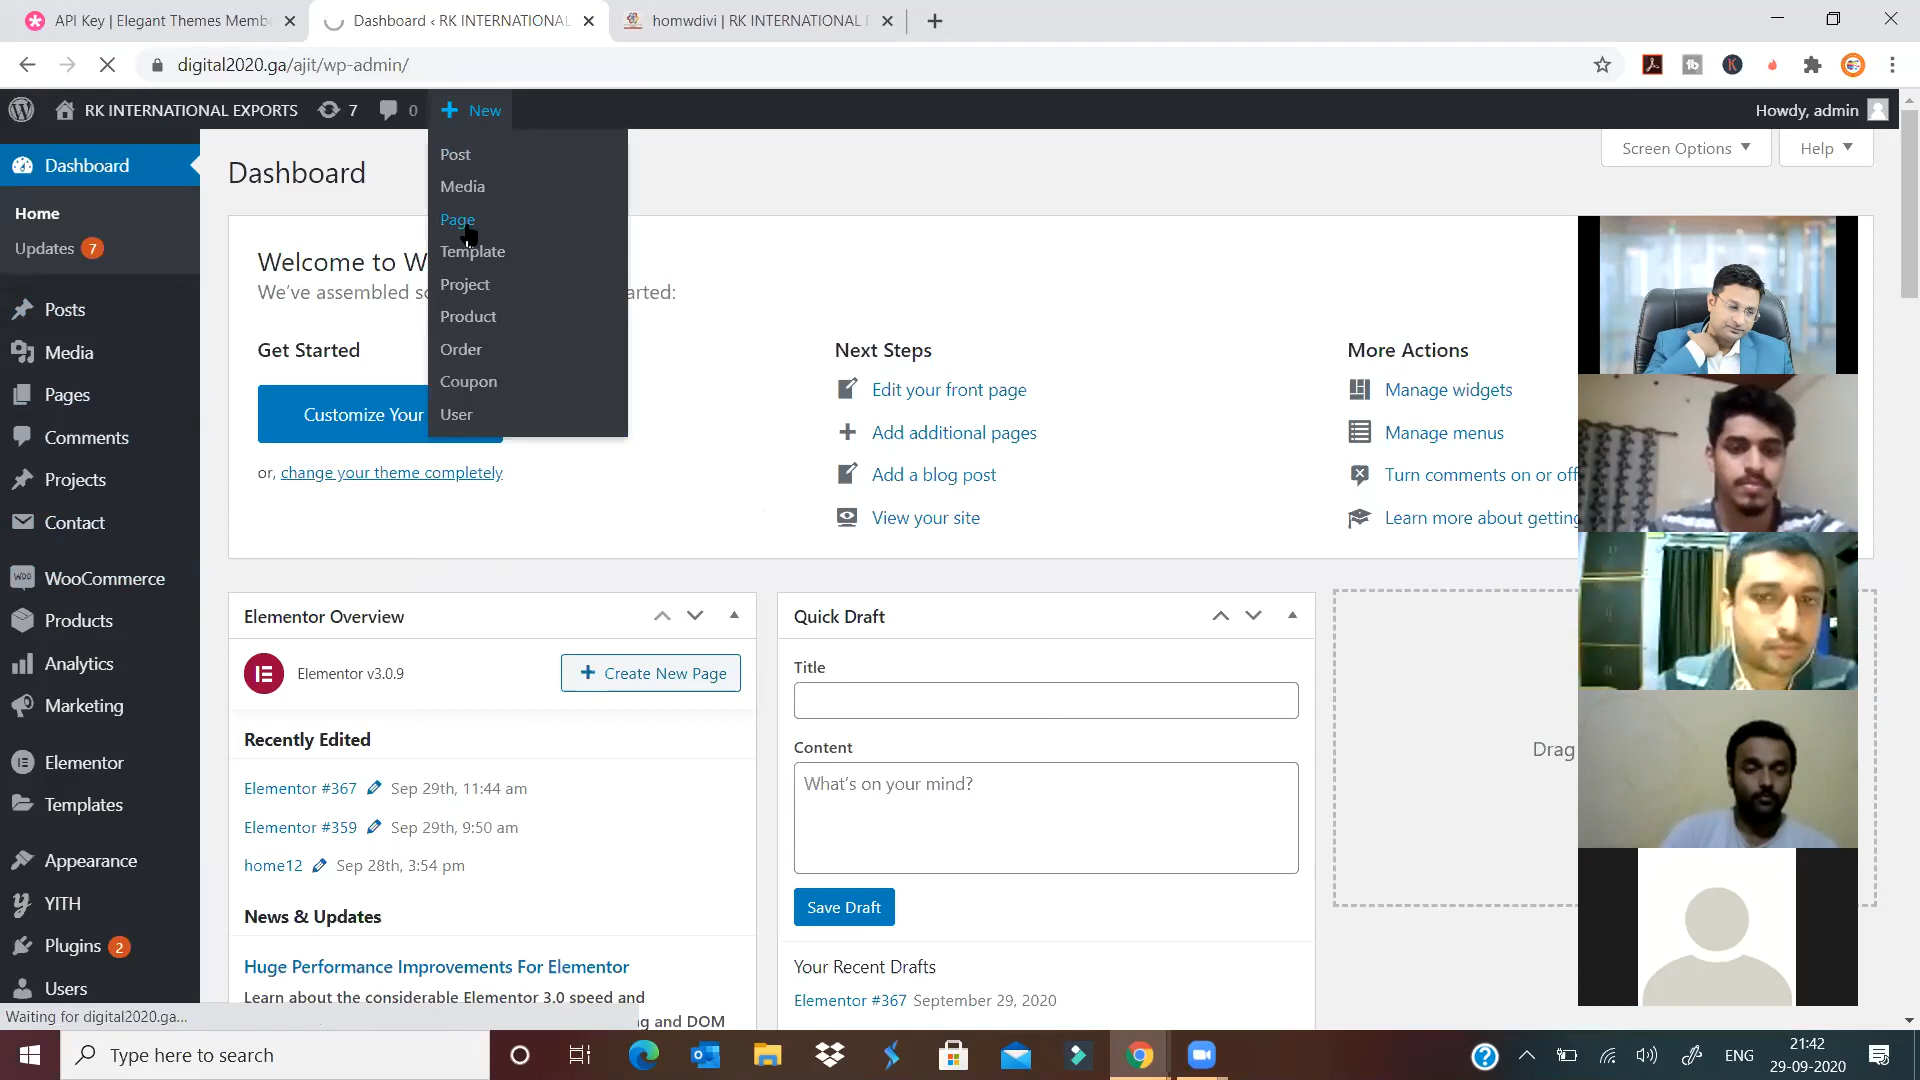 API Key | Elegant Themes Memb
Dashboard ‹ RK INTERNATIONAL
homwdivi | RK INTERNATIONAL E
digital2020.ga/ajit/wp-admin/
RK INTERNATIONAL EXPORTS
7
0
New
Howdy, admin
Dashboard
Home
Updates 7
Posts
Media
Pages
Comments
Projects
Contact
WooCommerce
Products
Analytics
Marketing
Elementor
Templates
Appearance
YITH
Plugins 2
Users
Post
Media
Page
Template
Project
Product
Order
Coupon
User
Dashboard
Screen Options
Help
Welcome to W
We've assembled so
arted:
Get Started
Customize Your
or, change your theme completely
Next Steps
Edit your front page
Add additional pages
Add a blog post
View your site
More Actions
Manage widgets
Manage menus
Turn comments on or off
Learn more about getting
Elementor Overview
Elementor v3.0.9
Create New Page
Recently Edited
Elementor #367 Sep 29th, 11:44 am
Elementor #359 Sep 29th, 9:50 am
home12 Sep 28th, 3:54 pm
News & Updates
Huge Performance Improvements For Elementor
Learn about the considerable Elementor 3.0 speed and
g and DOM
Quick Draft
Title
Content
What's on your mind?
Save Draft
Your Recent Drafts
Elementor #367 September 29, 2020
Drag
Waiting for digital2020.ga...
Type here to search
ENG
21:42
29-09-2020